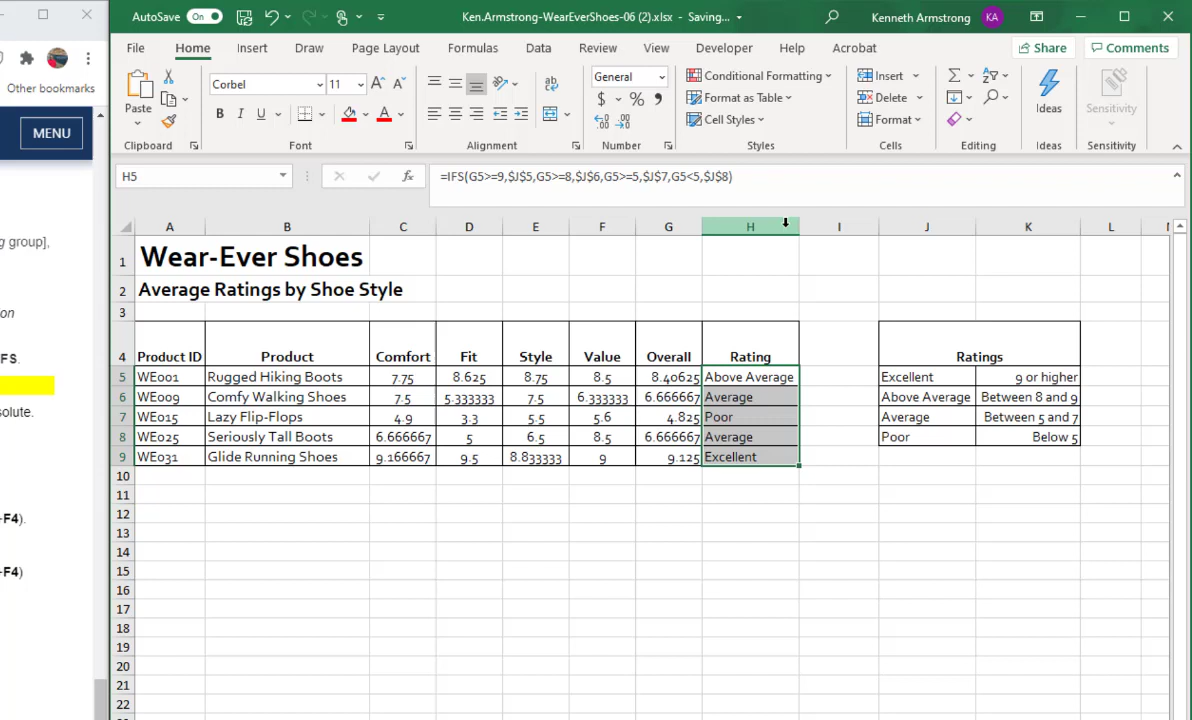 AutoSave On Ken.Armstrong-WearEverShoes-06 (2).xlsx - Saving... Kenneth Armstrong KA
File Home Insert Draw Page Layout Formulas Data Review View Developer Help Acrobat Share Comments
Other bookmarks
MENU
Paste
Corbel 11
B I U
General
$ % 9
Conditional Formatting
Format as Table
Cell Styles
Insert
Delete
Format
Ideas
Sensitivity
Clipboard Font Alignment Number Styles Cells Editing Ideas Sensitivity
H5 fx =IFS(G5>=9,$J$5,G5>=8,$J$6,G5>=5,$J$7,G5<5,$J$8)
g group],
on
FS.
olute.
-F4).
-F4)
A B C D E F G H I J K L
1 Wear-Ever Shoes
2 Average Ratings by Shoe Style
3
4 Product ID Product Comfort Fit Style Value Overall Rating Ratings
5 WE001 Rugged Hiking Boots 7.75 8.625 8.75 8.5 8.40625 Above Average Excellent 9 or higher
6 WE009 Comfy Walking Shoes 7.5 5.333333 7.5 6.333333 6.666667 Average Above Average Between 8 and 9
7 WE015 Lazy Flip-Flops 4.9 3.3 5.5 5.6 4.825 Poor Average Between 5 and 7
8 WE025 Seriously Tall Boots 6.666667 5 6.5 8.5 6.666667 Average Poor Below 5
9 WE031 Glide Running Shoes 9.166667 9.5 8.833333 9 9.125 Excellent
10
11
12
13
14
15
16
17
18
19
20
21
22